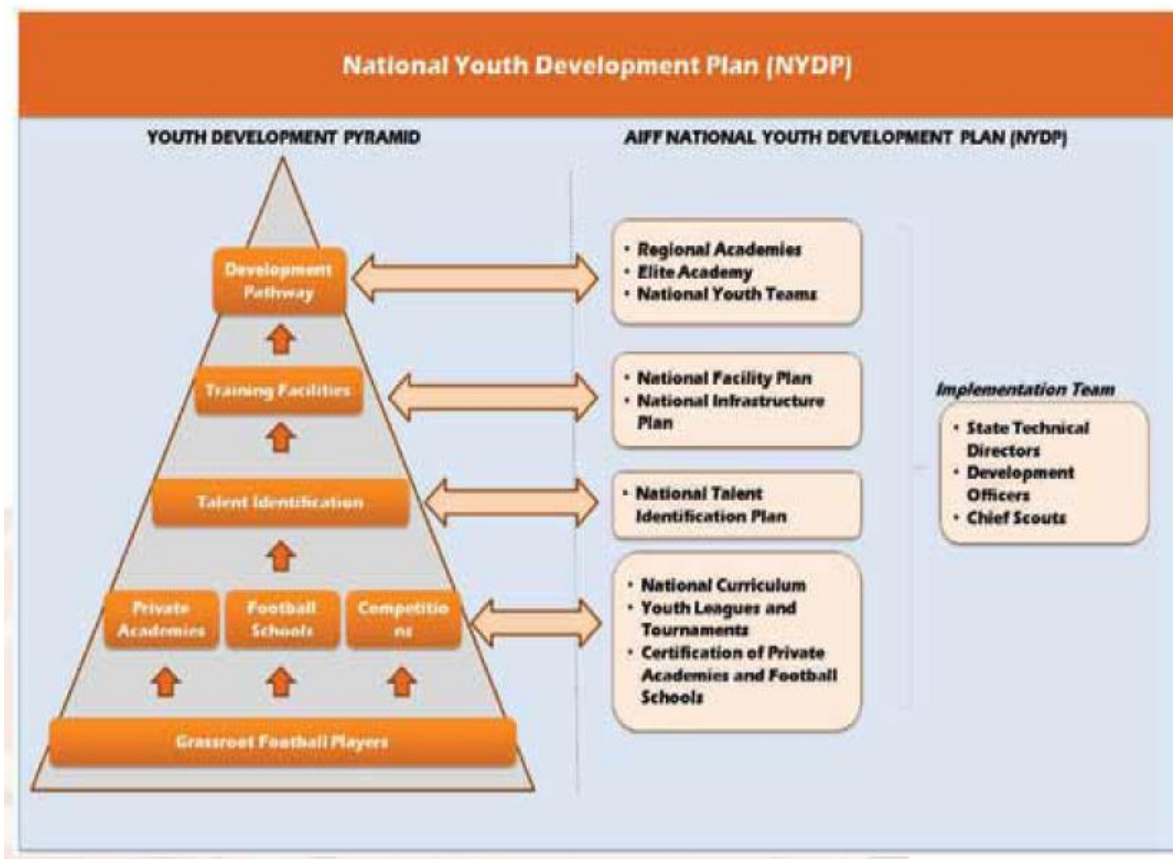 National Youth Development Plan (NYDP)
YOUTH DEVELOPMENT PYRAMID
Development
Pathway
Training Facilities
Talent Identification
Private
Academies
Football
Schools
Competitio
ns
Grassroot Football Players
AIFF NATIONAL YOUTH DEVELOPMENT PLAN (NYDP)
• Regional Academies
• Elite Academy
• National Youth Teams
• National Facility Plan
• National Infrastructure
Plan
• National Talent
Identification Plan
• National Curriculum
• Youth Leagues and
Tournaments
• Certification of Private
Academies and Football
Schools
Implementation Team
• State Technical
Directors
• Development
Officers
• Chief Scouts